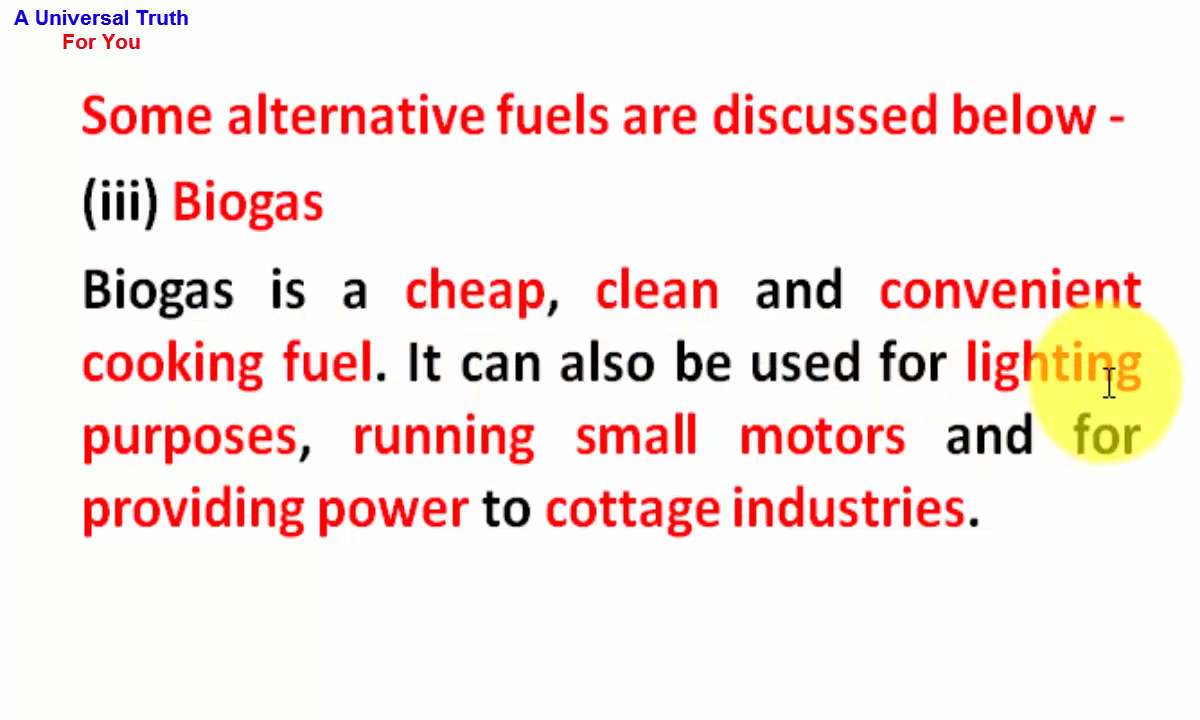 A Universal Truth
For You
Some alternative fuels are discussed below -
(iii) Biogas
Biogas is a cheap, clean and convenient
cooking fuel. It can also be used for lighting
purposes, running small motors and for
providing power to cottage industries.